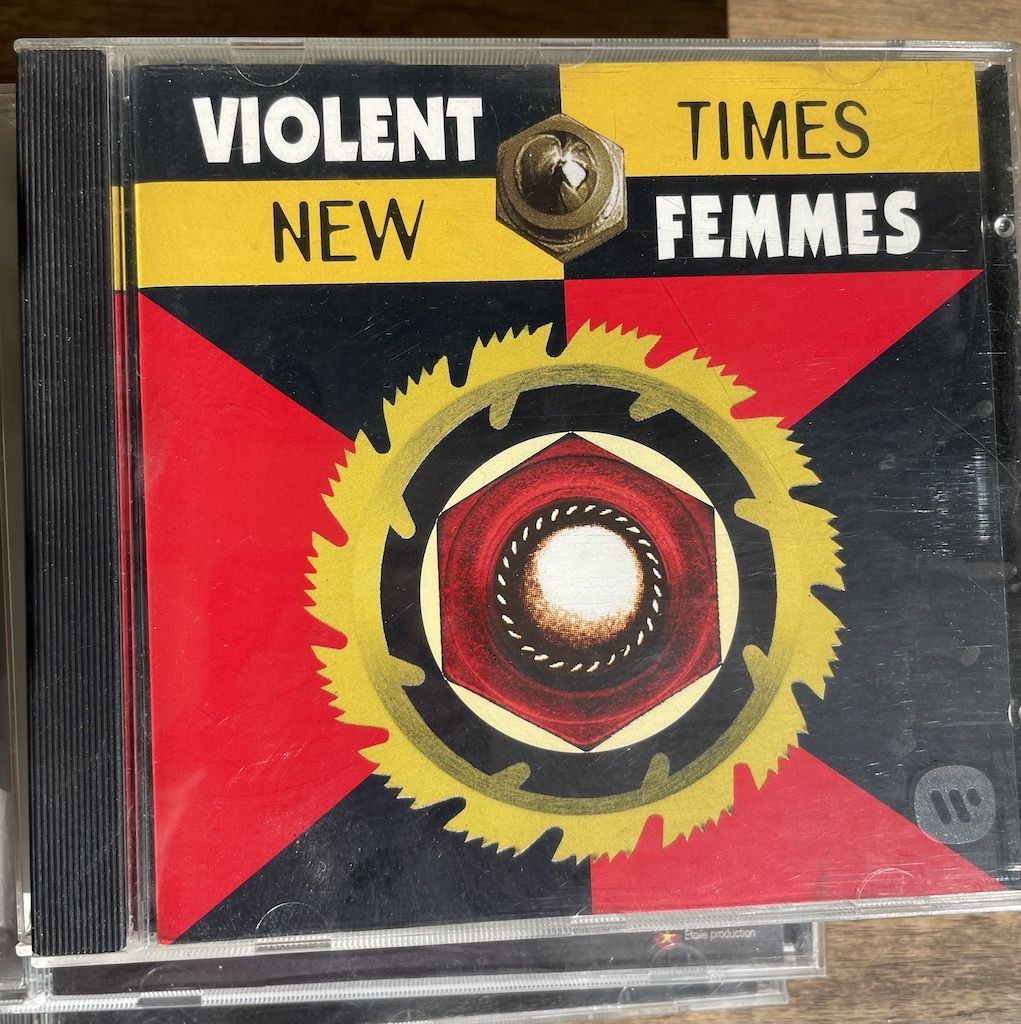 VIOLENT TIMES
NEW FEMMES
Etoile production